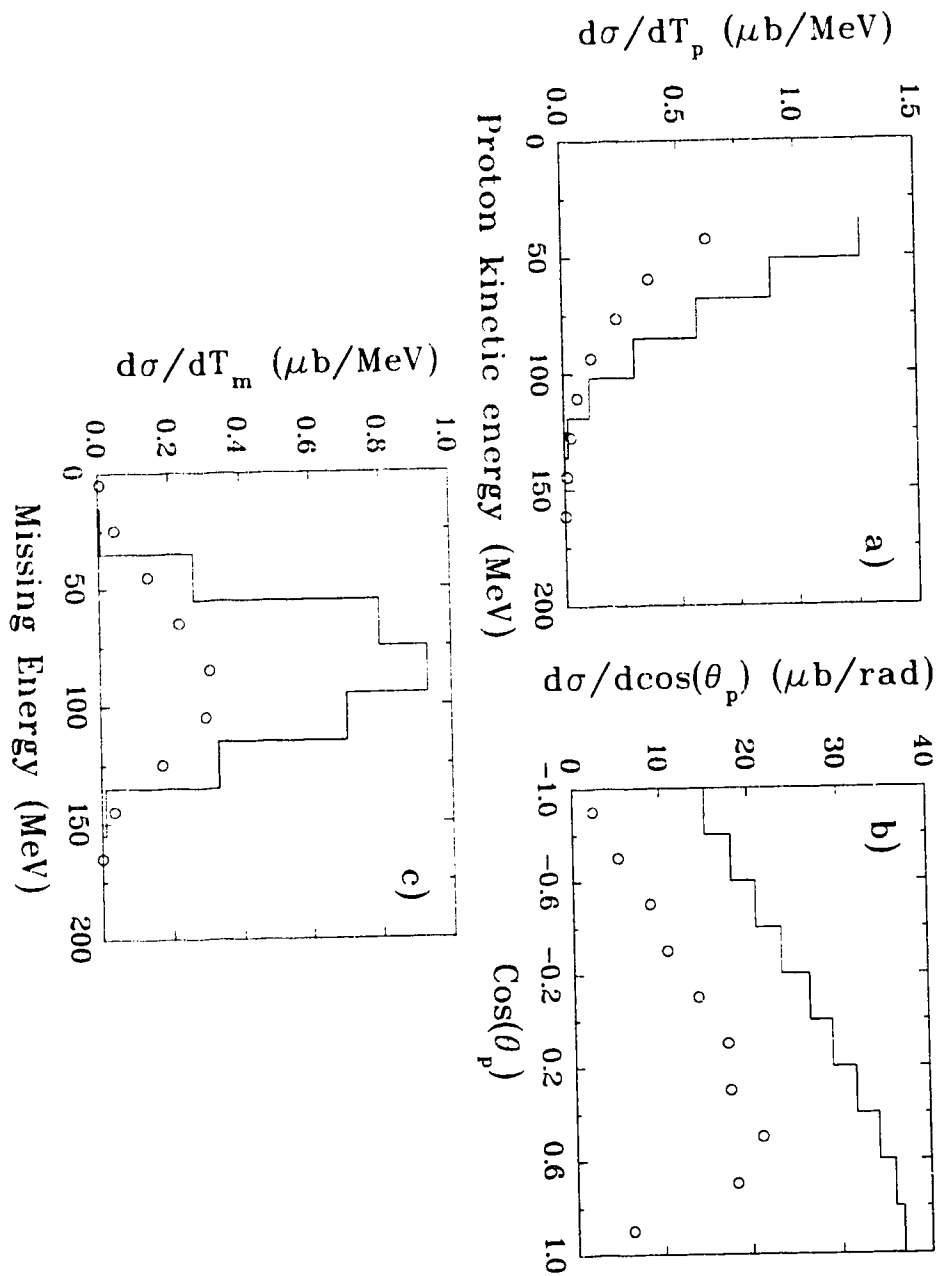 dσ/dT_p (μb/MeV)
1.5
1.0
0.5
0.0
a)
0 50 100 150 200
Proton kinetic energy (MeV)
dσ/dcos(θ_p) (μb/rad)
40
30
20
10
0
b)
-1.0 -0.6 -0.2 0.2 0.6 1.0
Cos(θ_p)
dσ/dT_m (μb/MeV)
1.0
0.8
0.6
0.4
0.2
0.0
c)
0 50 100 150 200
Missing Energy (MeV)